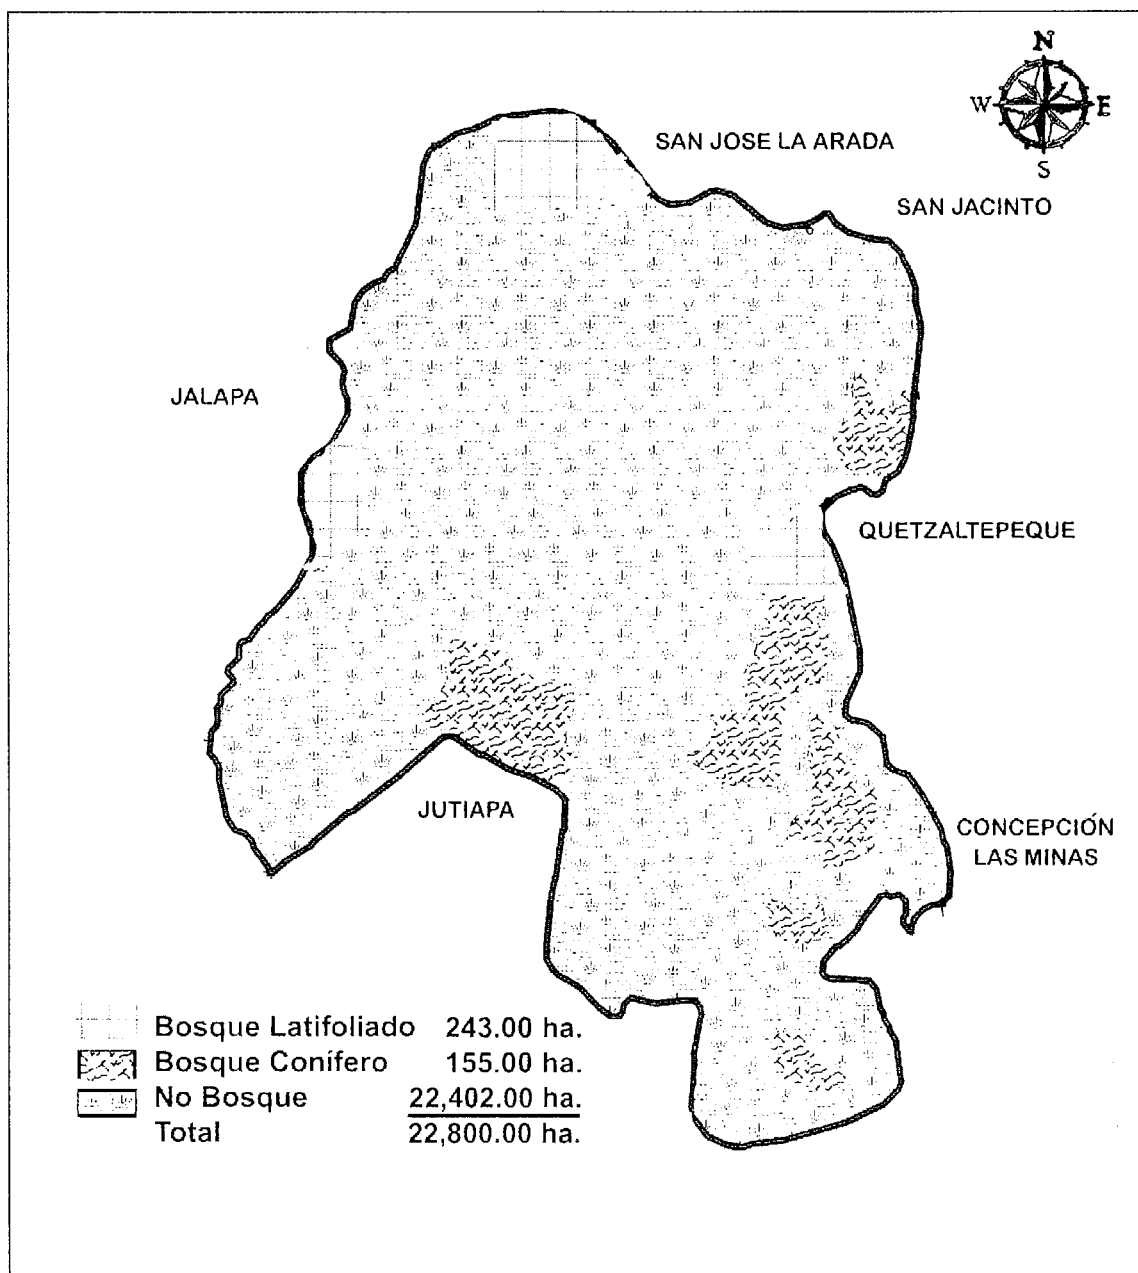 N
W E
S
SAN JOSE LA ARADA
SAN JACINTO
JALAPA
QUETZALTEPEQUE
JUTIAPA
CONCEPCIÓN
LAS MINAS
Bosque Latifoliado 243.00 ha.
Bosque Conífero 155.00 ha.
No Bosque 22,402.00 ha.
Total 22,800.00 ha.